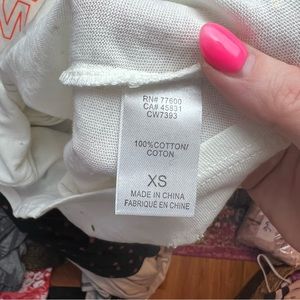 RN# 77600
CA# 45831
CW7393
100%COTTON/
COTON
XS
MADE IN CHINA
FABRIQUÉ EN CHINE